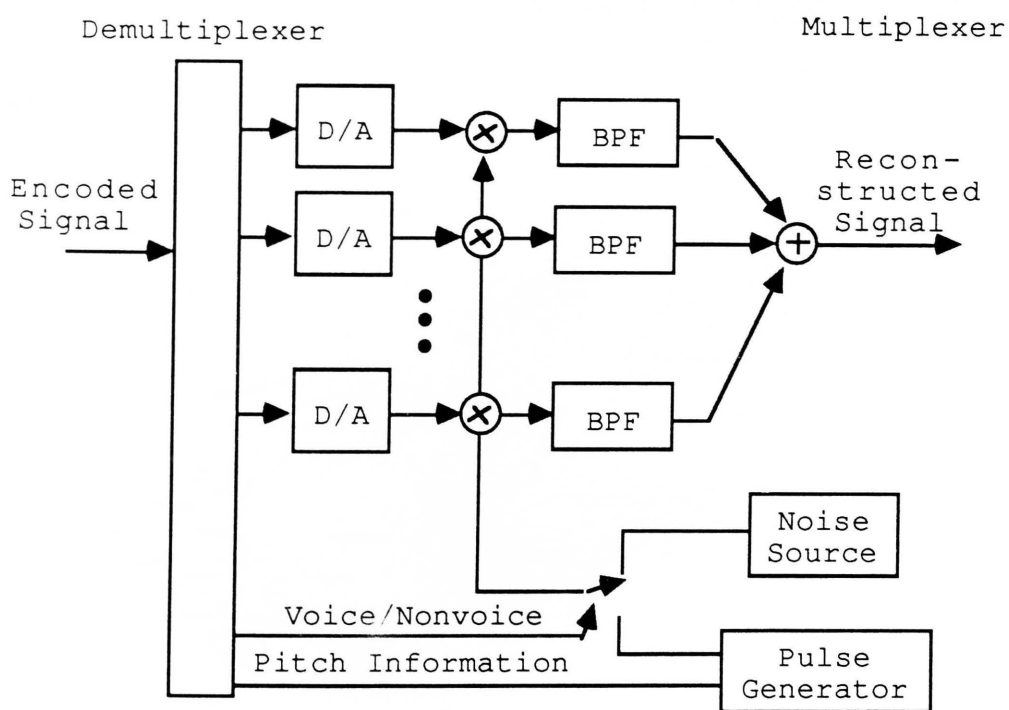 Demultiplexer
Multiplexer
D/A
BPF
Encoded
Signal
D/A
BPF
Recon-
structed
Signal
D/A
BPF
Noise
Source
Voice/Nonvoice
Pitch Information
Pulse
Generator